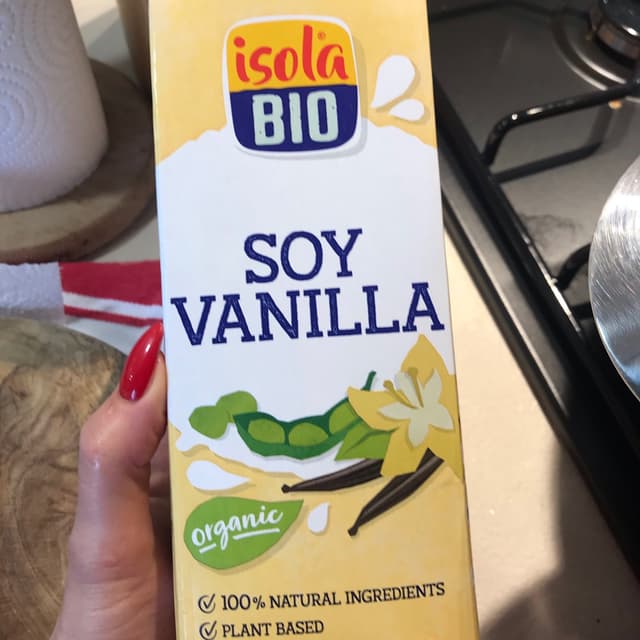 isola®
BIO
SOY
VANILLA
organic
100% NATURAL INGREDIENTS
PLANT BASED